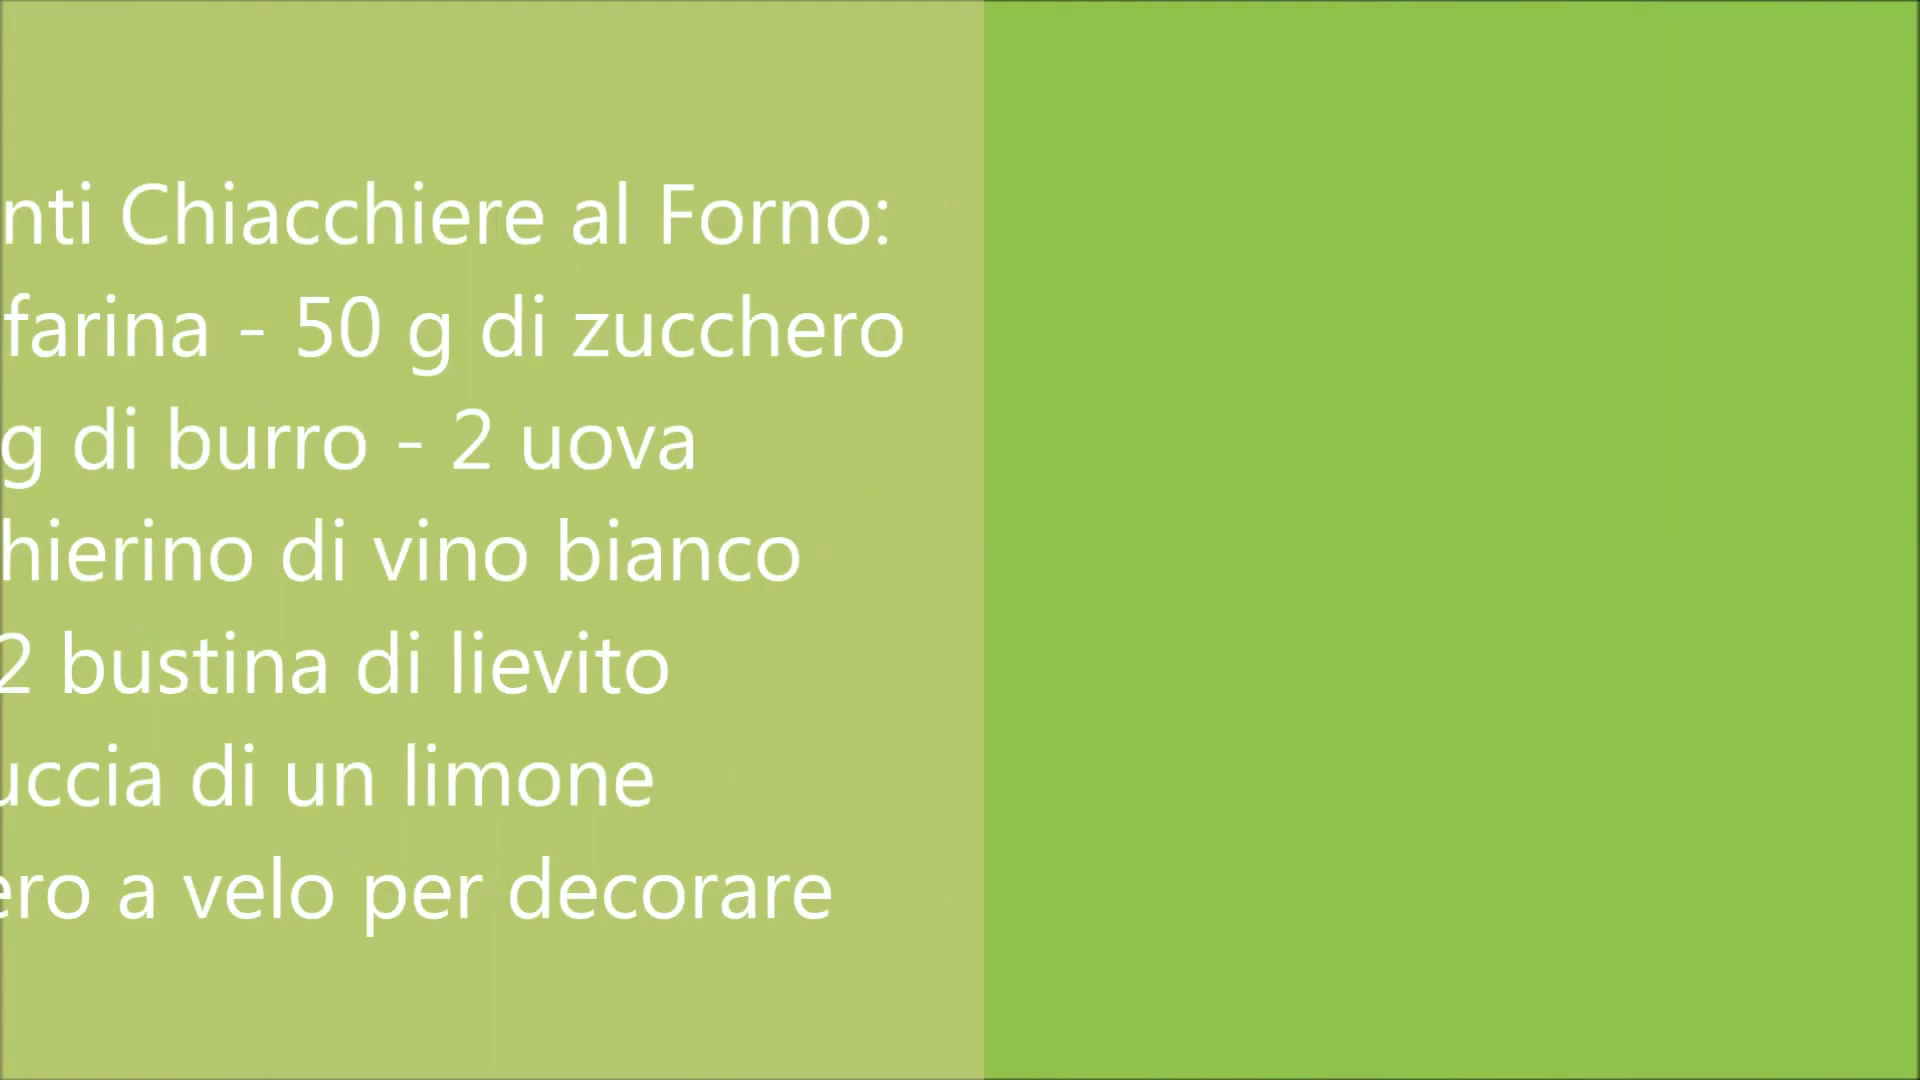 nti Chiacchiere al Forno:
farina - 50 g di zucchero
g di burro - 2 uova
hierino di vino bianco
2 bustina di lievito
uccia di un limone
ero a velo per decorare